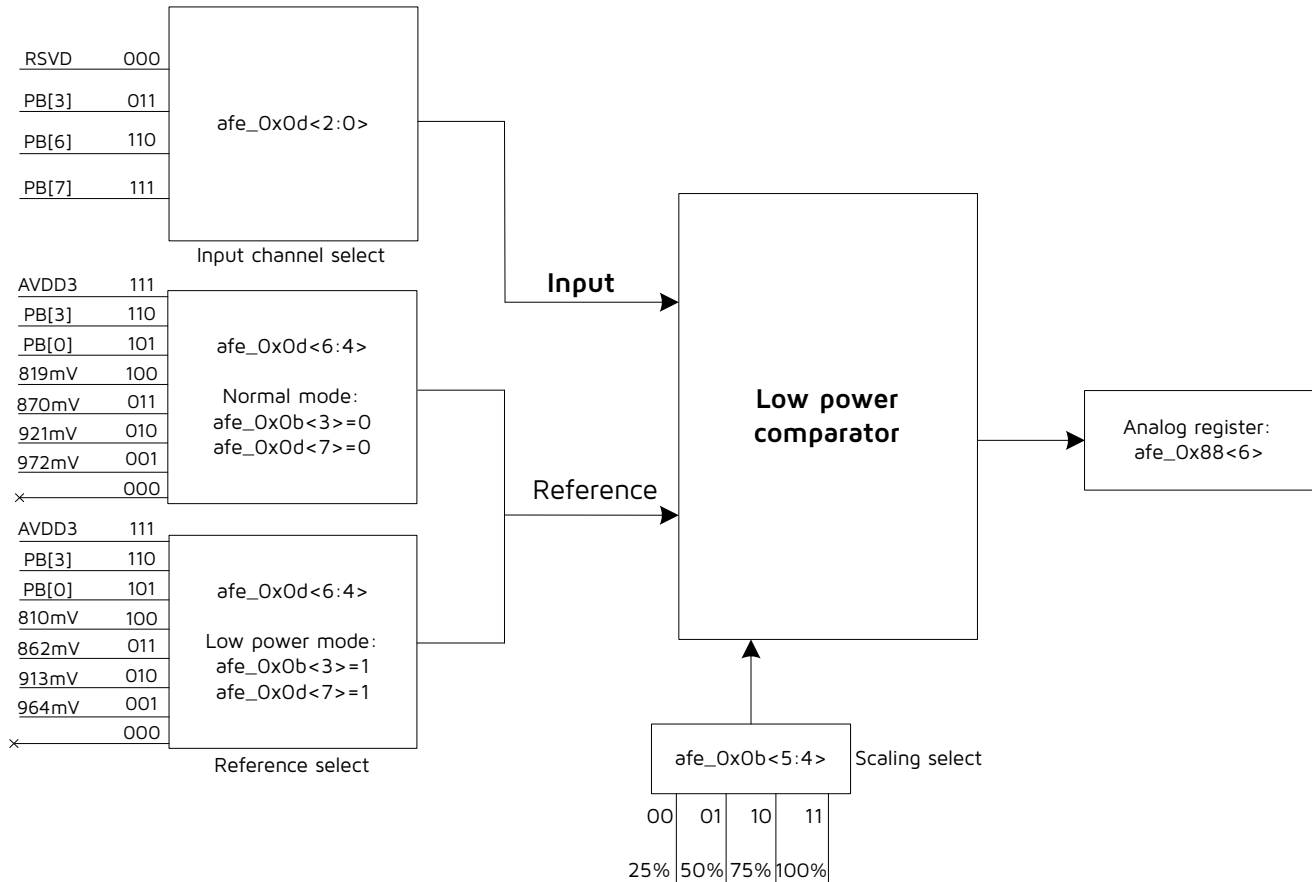 RSVD 000
PB[3] 011
PB[6] 110
PB[7] 111
afe_0x0d<2:0>
Input channel select
AVDD3 111
PB[3] 110
PB[0] 101
819mV 100
870mV 011
921mV 010
972mV 001
000
afe_0x0d<6:4>
Normal mode:
afe_0x0b<3>=0
afe_0x0d<7>=0
AVDD3 111
PB[3] 110
PB[0] 101
810mV 100
862mV 011
913mV 010
964mV 001
000
afe_0x0d<6:4>
Low power mode:
afe_0x0b<3>=1
afe_0x0d<7>=1
Reference select
Input
Reference
Low power
comparator
Analog register:
afe_0x88<6>
afe_0x0b<5:4>
Scaling select
00 01 10 11
25% 50% 75% 100%